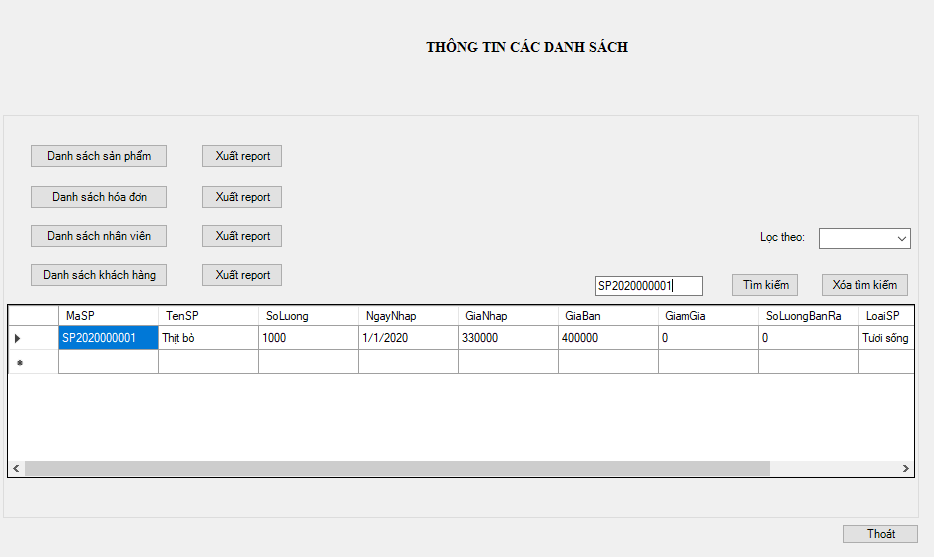 THÔNG TIN CÁC DANH SÁCH
Danh sách sản phẩm Xuất report
Danh sách hóa đơn Xuất report
Danh sách nhân viên Xuất report
Lọc theo:
Danh sách khách hàng Xuất report
SP2020000001 Tìm kiếm Xóa tìm kiếm
MaSP TenSP SoLuong NgayNhap GiaNhap GiaBan GiamGia SoLuongBanRa LoaiSP
SP2020000001 Thịt bò 1000 1/1/2020 330000 400000 0 0 Tươi sống
Thoát